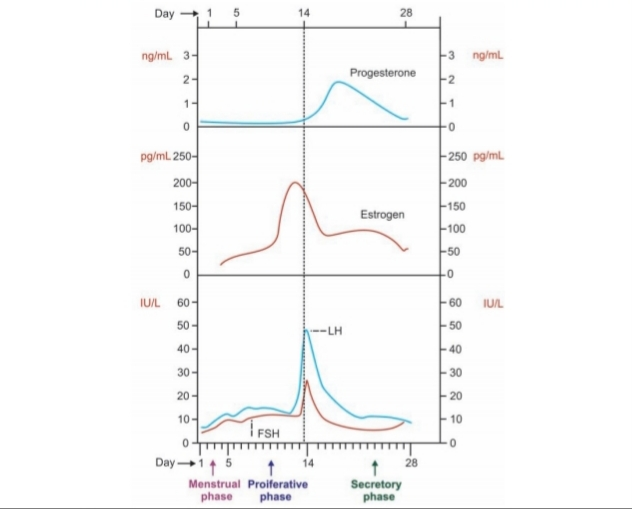 Day 1 5 14 28
ng/mL 3 3 ng/mL
Progesterone
2 2
1 1
0 0
pg/mL 250 250 pg/mL
200 200
150 150
Estrogen
100 100
50 50
0 0
IU/L 60 60 IU/L
50 50
LH
40 40
30 30
20 20
10 10
FSH
0 0
Day 1 5 14 28
Menstrual Proiferative Secretory
phase phase phase